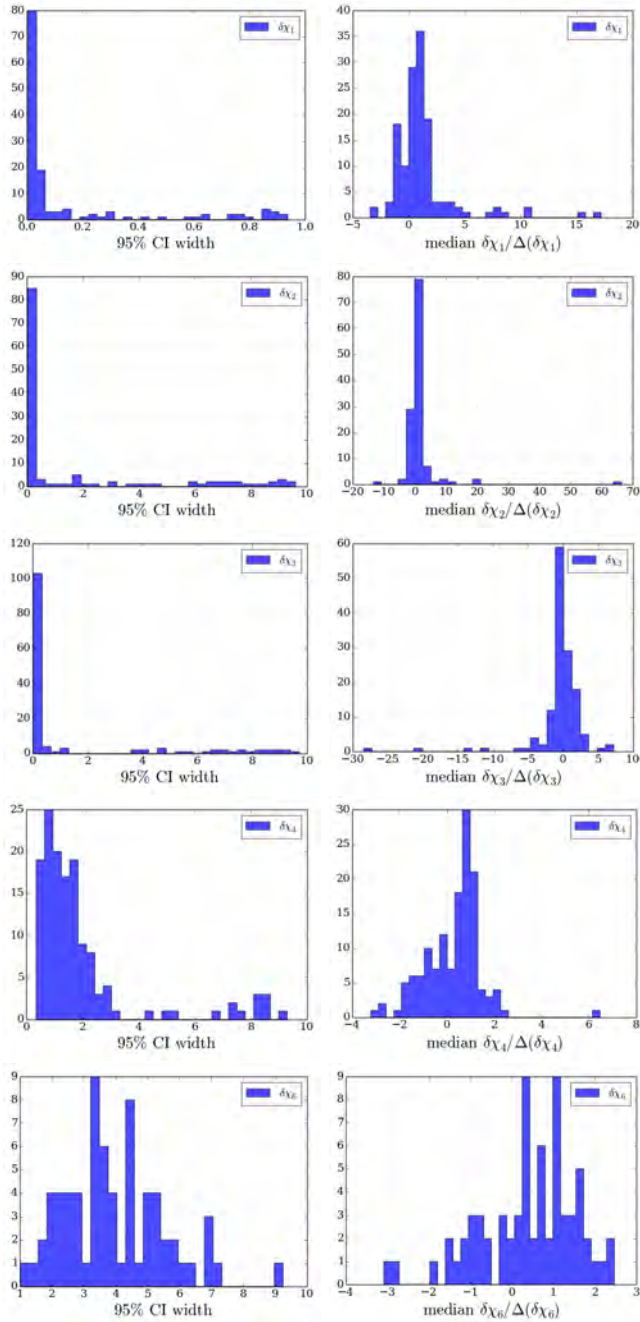 80
70
60
50
40
30
20
10
0
0.0 0.2 0.4 0.6 0.8 1.0
95% CI width
δχ₁
40
35
30
25
20
15
10
5
0
−5 0 5 10 15 20
median δχ₁/Δ(δχ₁)
δχ₁
90
80
70
60
50
40
30
20
10
0
0 2 4 6 8 10
95% CI width
δχ₂
80
70
60
50
40
30
20
10
0
−20 −10 0 10 20 30 40 50 60 70
median δχ₂/Δ(δχ₂)
δχ₂
120
100
80
60
40
20
0
0 2 4 6 8 10
95% CI width
δχ₃
60
50
40
30
20
10
0
−30 −25 −20 −15 −10 −5 0 5 10
median δχ₃/Δ(δχ₃)
δχ₃
25
20
15
10
5
0
0 2 4 6 8 10
95% CI width
δχ₄
30
25
20
15
10
5
0
−4 −2 0 2 4 6 8
median δχ₄/Δ(δχ₄)
δχ₄
9
8
7
6
5
4
3
2
1
0
1 2 3 4 5 6 7 8 9 10
95% CI width
δχ₆
9
8
7
6
5
4
3
2
1
0
−4 −3 −2 −1 0 1 2 3
median δχ₆/Δ(δχ₆)
δχ₆